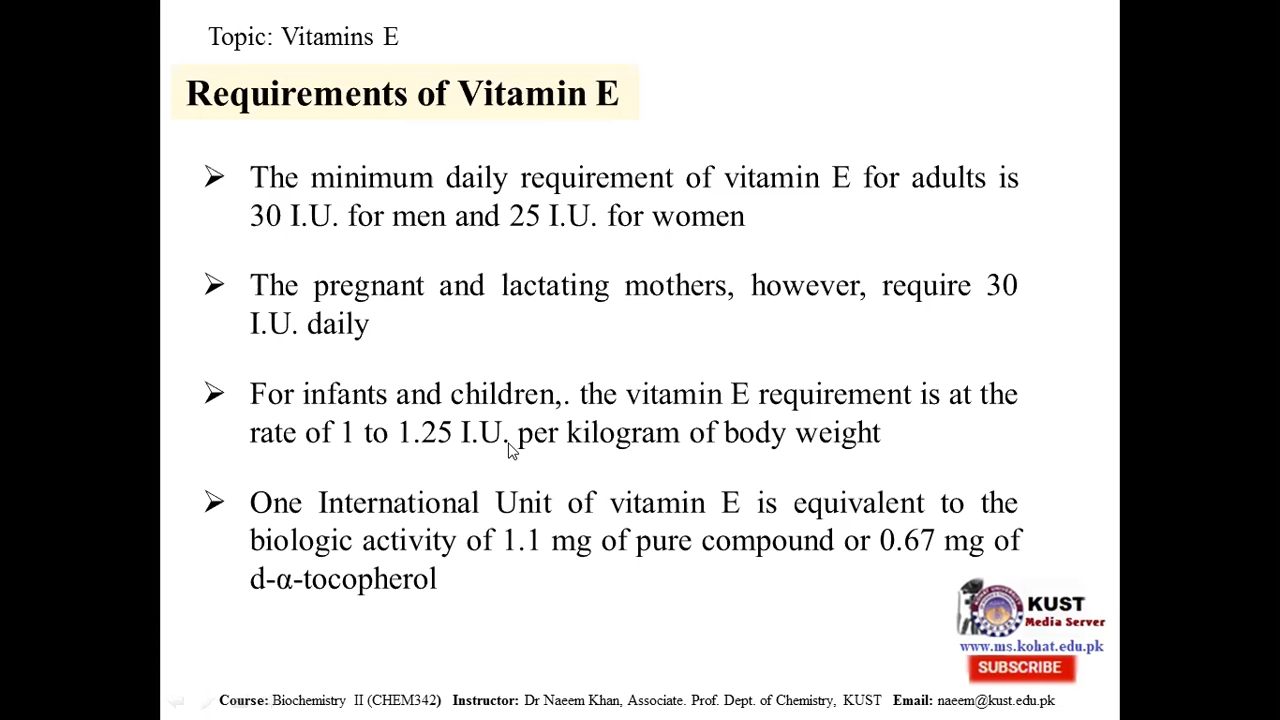 Topic: Vitamins E
Requirements of Vitamin E
➢ The minimum daily requirement of vitamin E for adults is
30 I.U. for men and 25 I.U. for women
➢ The pregnant and lactating mothers, however, require 30
I.U. daily
➢ For infants and children,. the vitamin E requirement is at the
rate of 1 to 1.25 I.U. per kilogram of body weight
➢ One International Unit of vitamin E is equivalent to the
biologic activity of 1.1 mg of pure compound or 0.67 mg of
d-α-tocopherol
KUST
Media Server
www.ms.kohat.edu.pk
SUBSCRIBE
Course: Biochemistry II (CHEM342) Instructor: Dr Naeem Khan, Associate. Prof. Dept. of Chemistry, KUST Email: naeem@kust.edu.pk